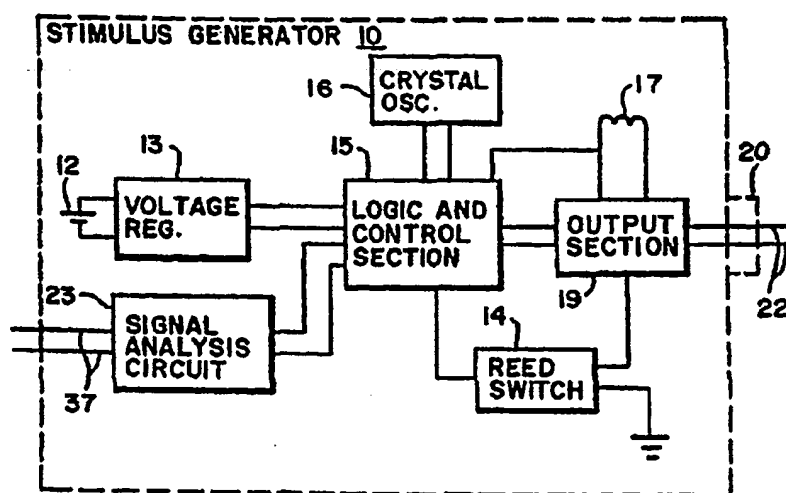 STIMULUS GENERATOR 10
16
CRYSTAL
OSC.
17
12
13
15
20
VOLTAGE
REG.
LOGIC AND
CONTROL
SECTION
OUTPUT
SECTION
19
22
23
SIGNAL
ANALYSIS
CIRCUIT
37
14
REED
SWITCH